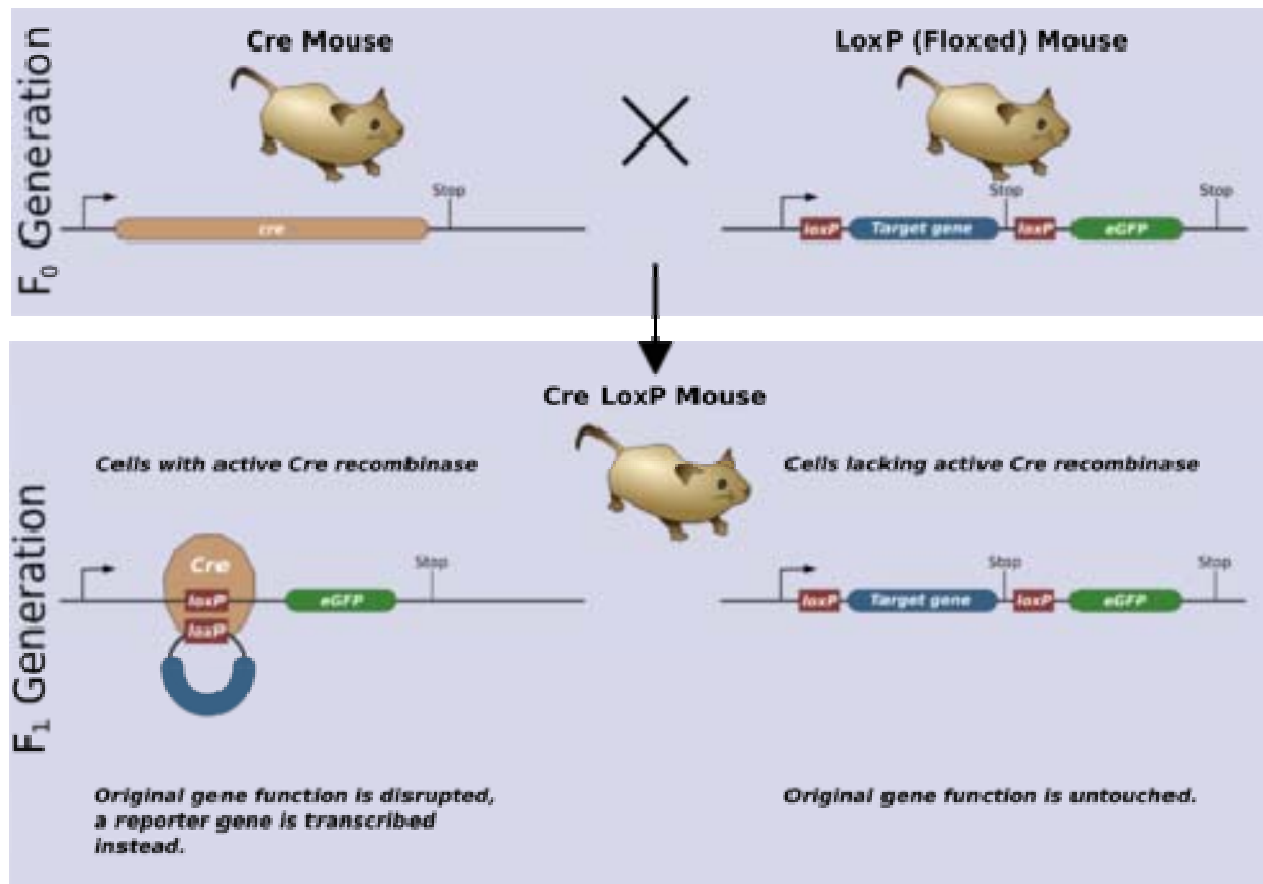 F0 Generation
Cre Mouse
LoxP (Floxed) Mouse
Stop
cre
Stop
Stop
loxP
Target gene
loxP
eGFP
F1 Generation
Cre LoxP Mouse
Cells with active Cre recombinase
Cells lacking active Cre recombinase
Cre
loxP
loxP
eGFP
Stop
Stop
Stop
loxP
Target gene
loxP
eGFP
Original gene function is disrupted,
a reporter gene is transcribed
instead.
Original gene function is untouched.